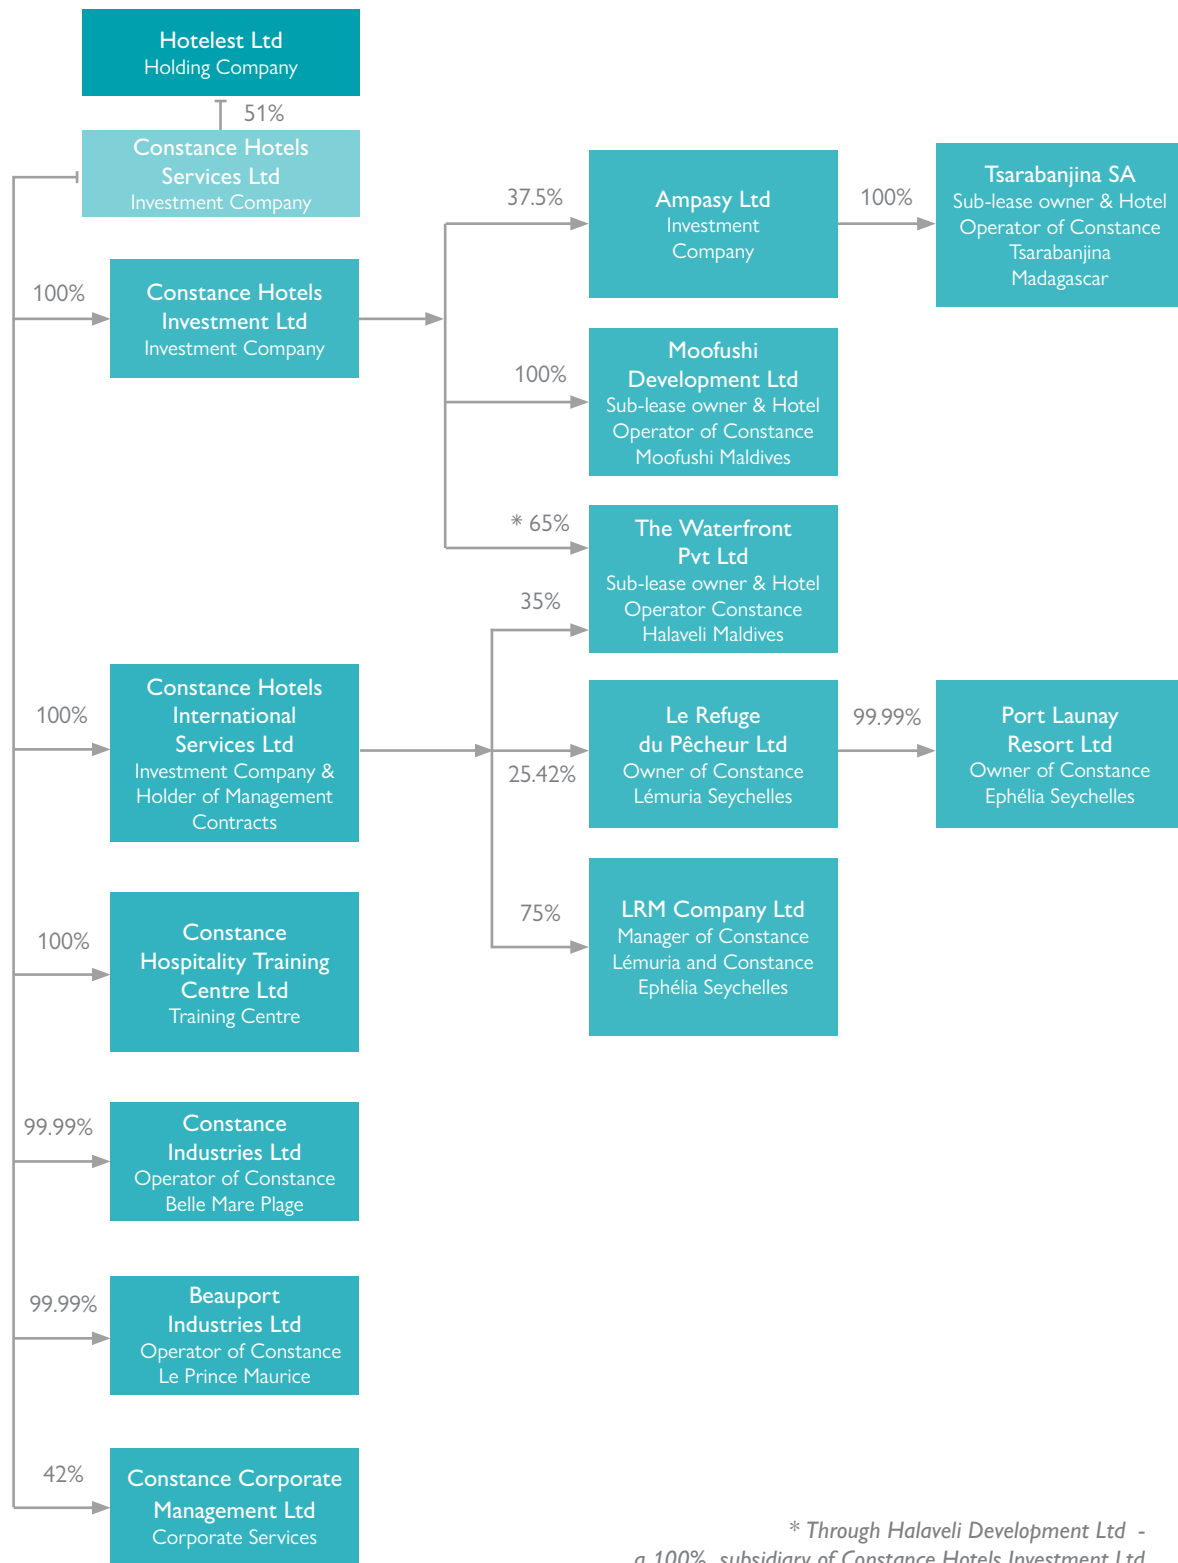 Hotelest Ltd
Holding Company
51%
Constance Hotels
Services Ltd
Investment Company
100%
Constance Hotels
Investment Ltd
Investment Company
37.5%
Ampasy Ltd
Investment
Company
100%
Tsarabanjina SA
Sub-lease owner & Hotel
Operator of Constance
Tsarabanjina
Madagascar
100%
Moofushi
Development Ltd
Sub-lease owner & Hotel
Operator of Constance
Moofushi Maldives
* 65%
35%
The Waterfront
Pvt Ltd
Sub-lease owner & Hotel
Operator Constance
Halaveli Maldives
100%
Constance Hotels
International
Services Ltd
Investment Company &
Holder of Management
Contracts
25.42%
Le Refuge
du Pêcheur Ltd
Owner of Constance
Lémuria Seychelles
99.99%
Port Launay
Resort Ltd
Owner of Constance
Ephélia Seychelles
75%
LRM Company Ltd
Manager of Constance
Lémuria and Constance
Ephélia Seychelles
100%
Constance
Hospitality Training
Centre Ltd
Training Centre
99.99%
Constance
Industries Ltd
Operator of Constance
Belle Mare Plage
99.99%
Beauport
Industries Ltd
Operator of Constance
Le Prince Maurice
42%
Constance Corporate
Management Ltd
Corporate Services
* Through Halaveli Development Ltd -
a 100% subsidiary of Constance Hotels Investment Ltd